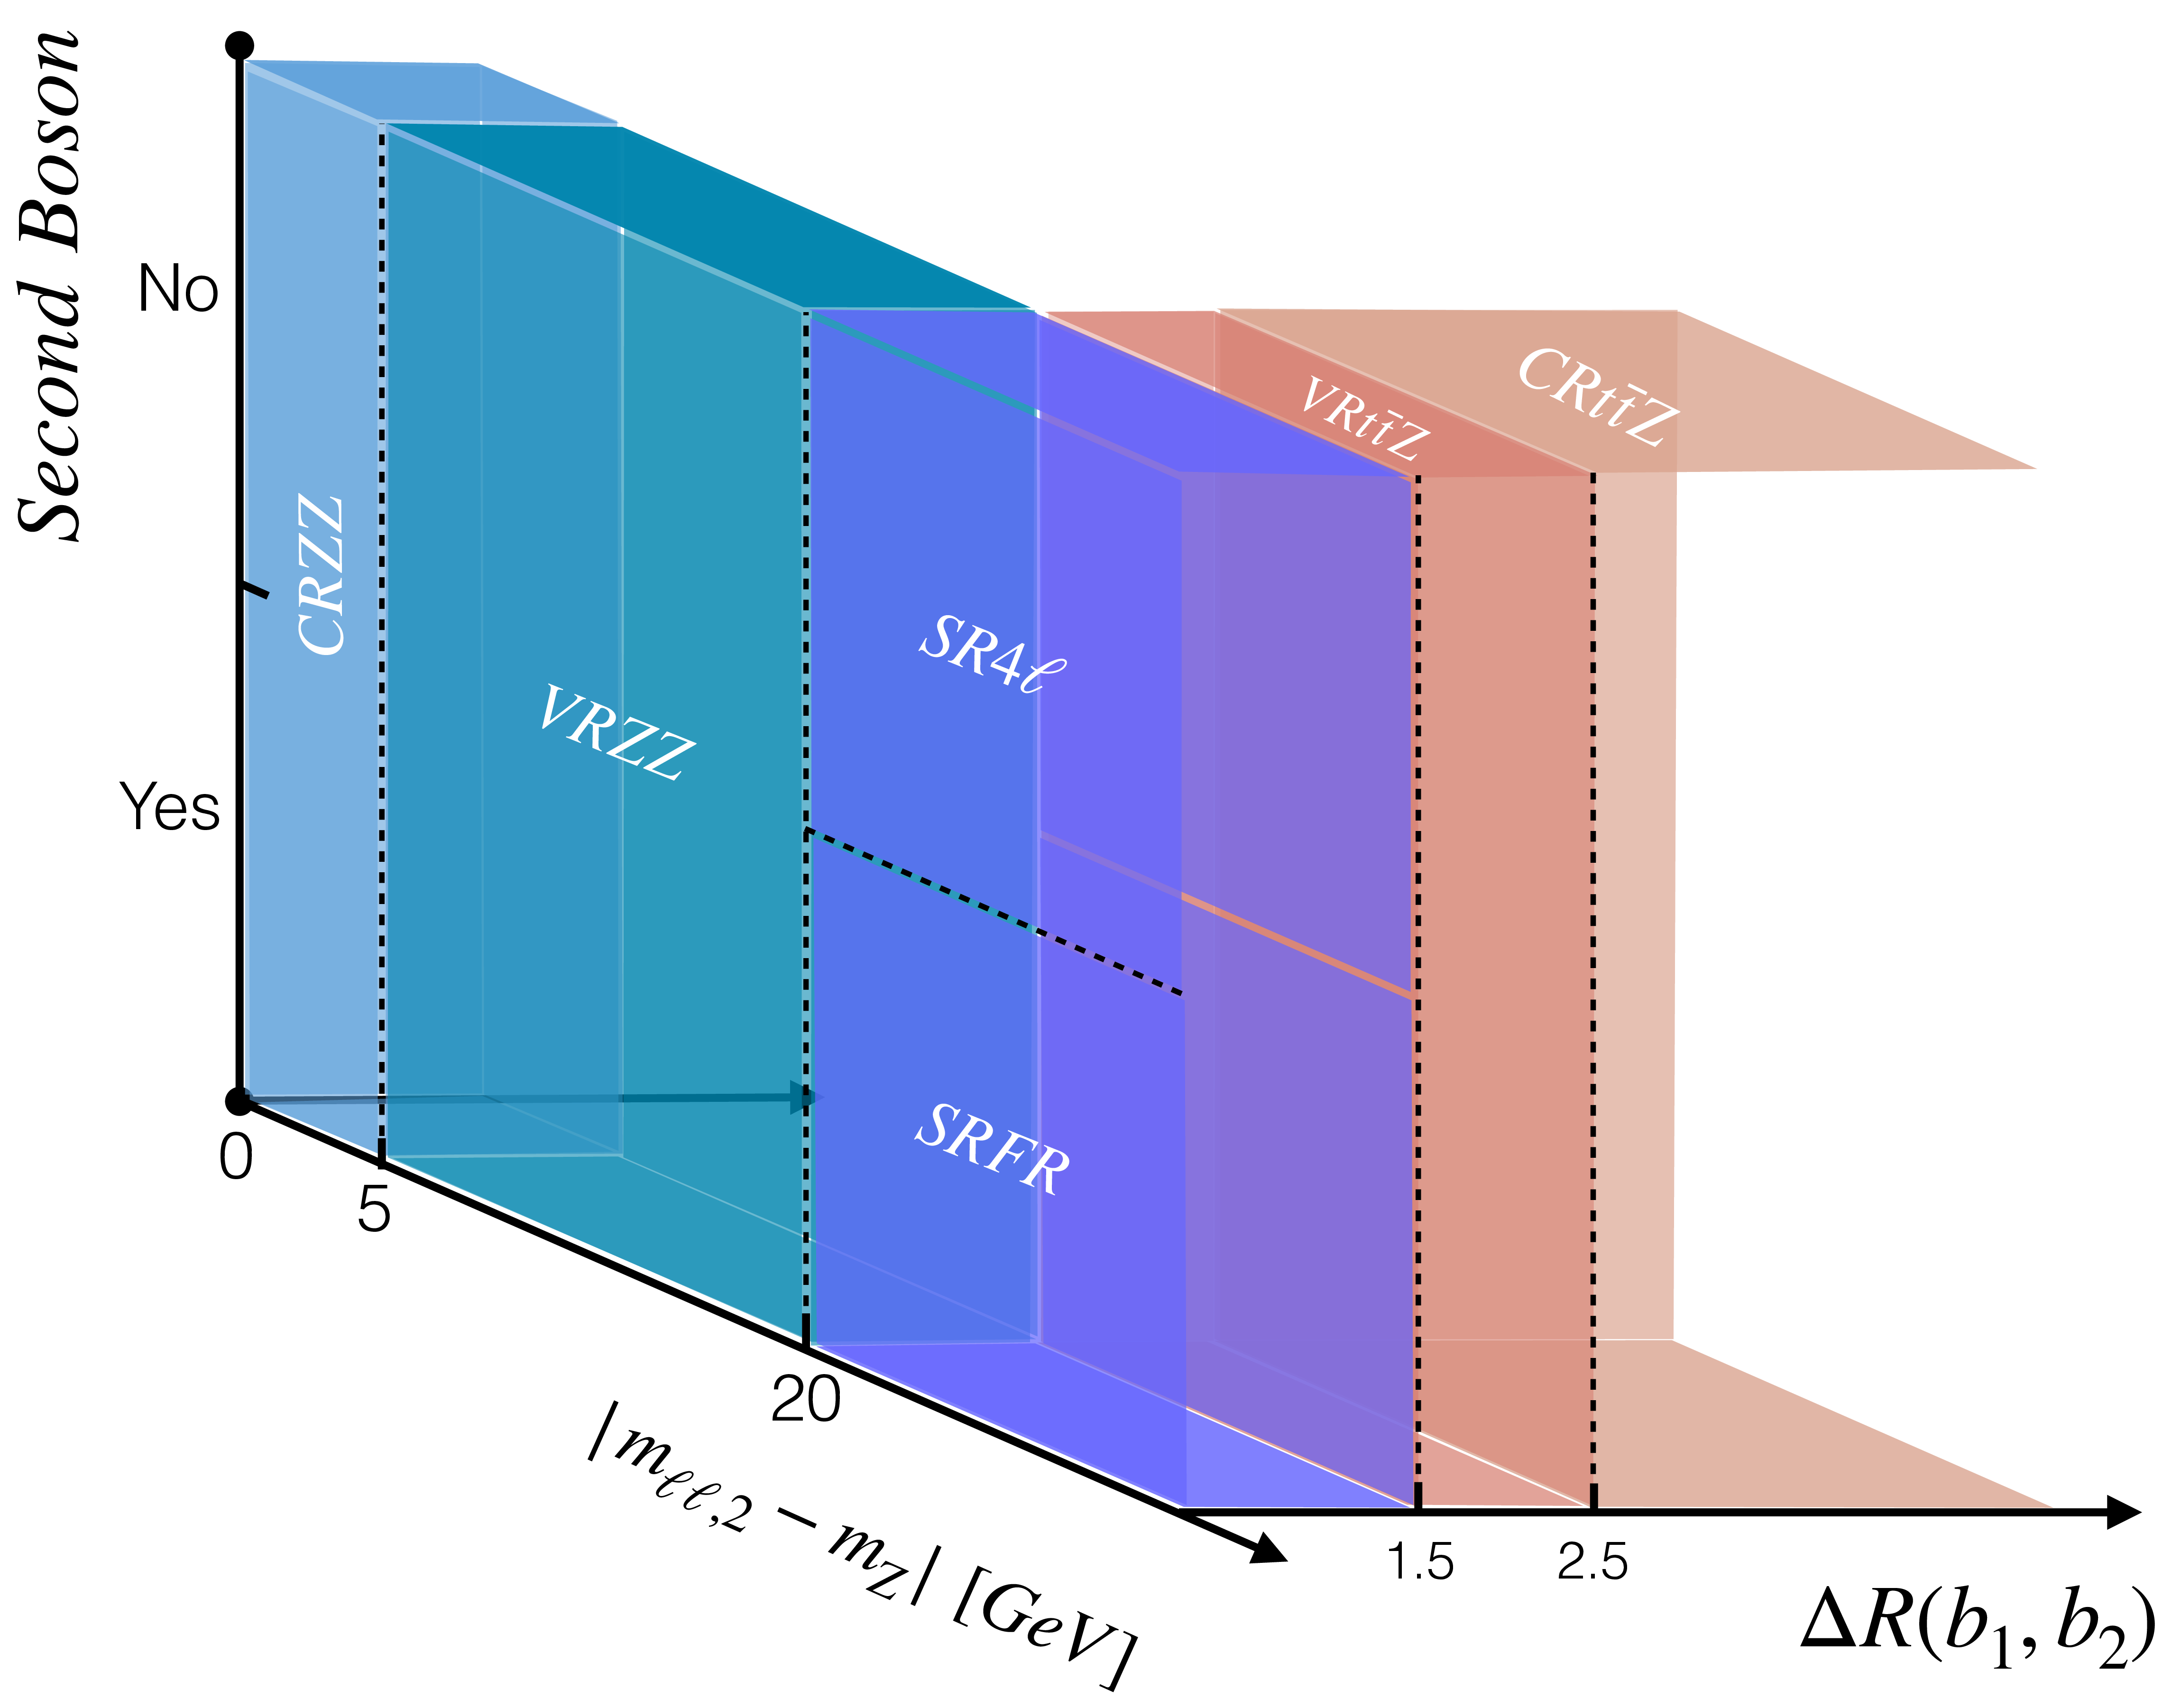 Second Boson
No
Yes
CRZZ
VRZZ
SR4ℓ
SRFR
VRtt̄Z
CRtt̄Z
0
5
20
|mℓℓ,2 − mZ| [GeV]
1.5
2.5
ΔR(b1, b2)